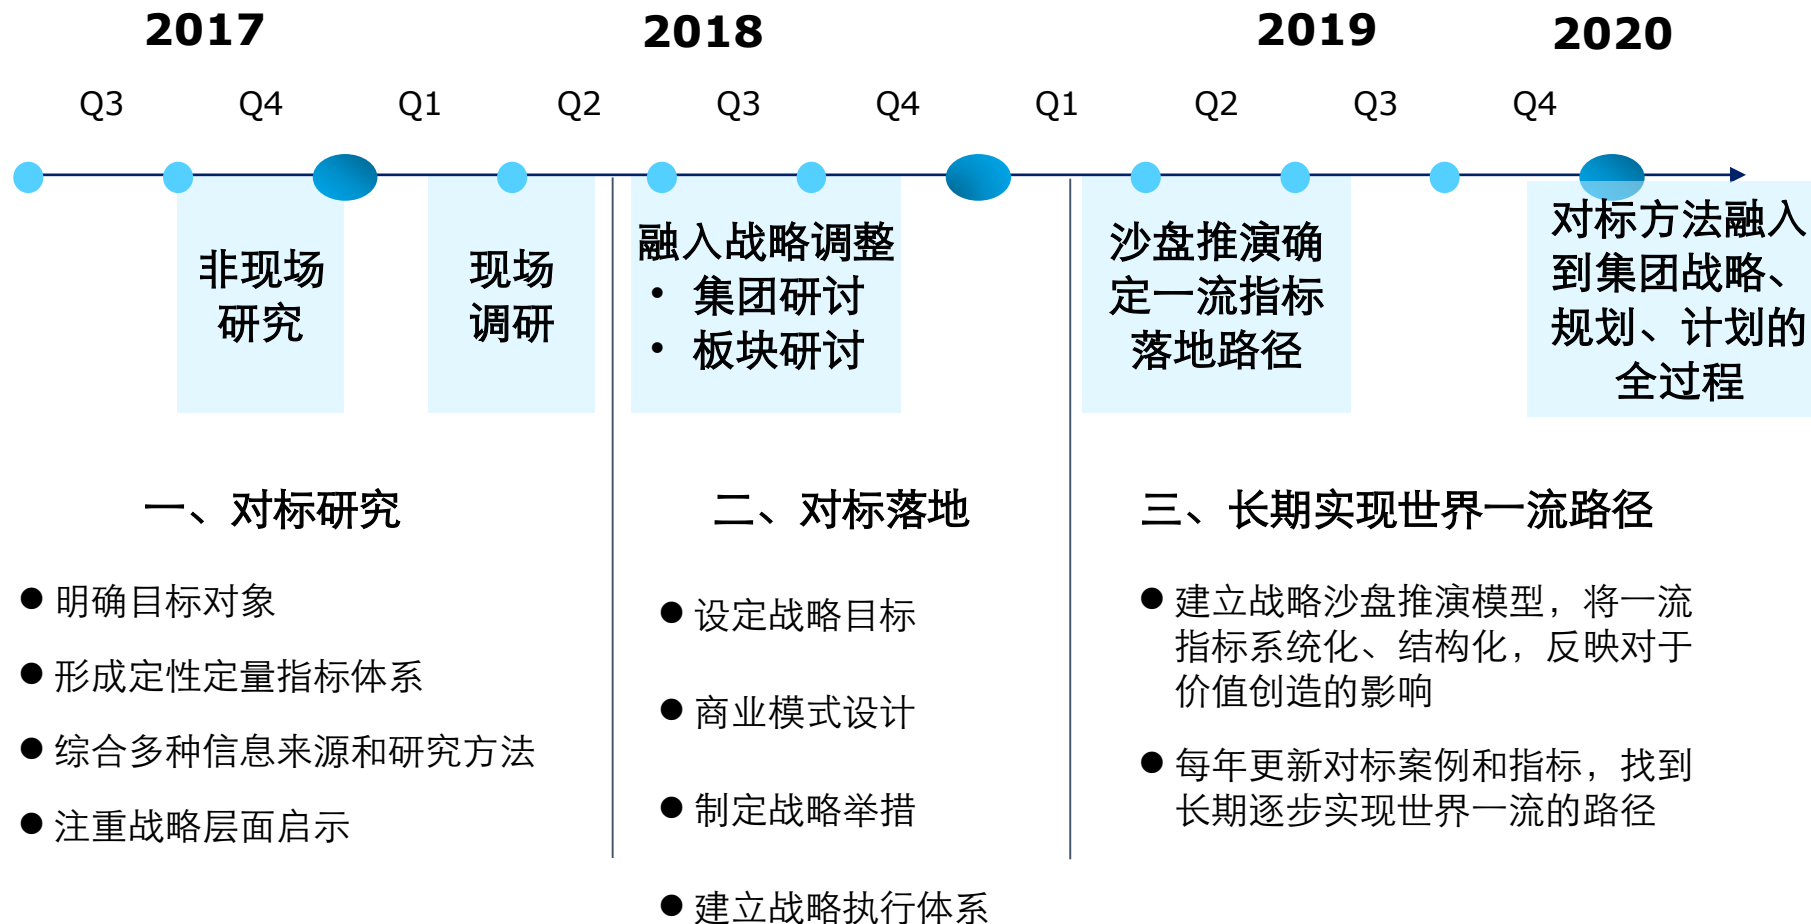 2017 2018 2019 2020
Q3 Q4 Q1 Q2 Q3 Q4 Q1 Q2 Q3 Q4
非现场
研究
现场
调研
融入战略调整
• 集团研讨
• 板块研讨
沙盘推演确
定一流指标
落地路径
对标方法融入
到集团战略、
规划、计划的
全过程
一、对标研究
● 明确目标对象
● 形成定性定量指标体系
● 综合多种信息来源和研究方法
● 注重战略层面启示
二、对标落地
● 设定战略目标
● 商业模式设计
● 制定战略举措
● 建立战略执行体系
三、长期实现世界一流路径
● 建立战略沙盘推演模型，将一流
指标系统化、结构化，反映对于
价值创造的影响
● 每年更新对标案例和指标，找到
长期逐步实现世界一流的路径